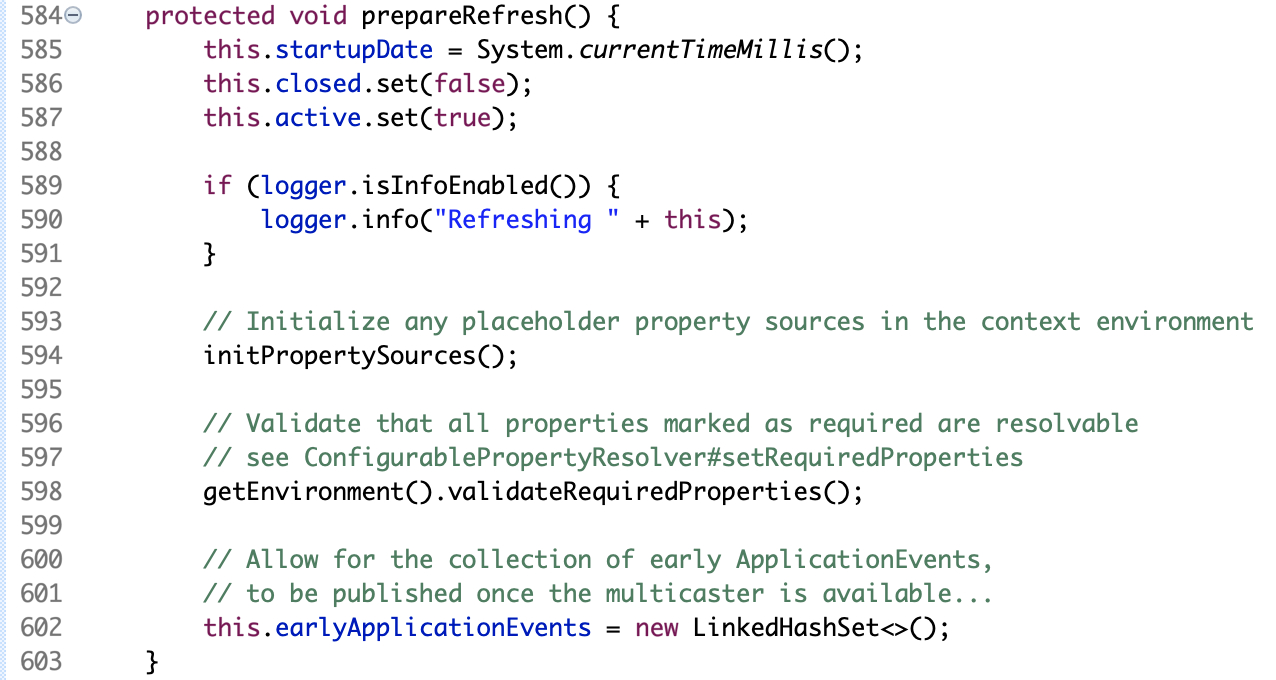 584 protected void prepareRefresh() {
585 this.startupDate = System.currentTimeMillis();
586 this.closed.set(false);
587 this.active.set(true);
588
589 if (logger.isInfoEnabled()) {
590 logger.info("Refreshing " + this);
591 }
592
593 // Initialize any placeholder property sources in the context environment
594 initPropertySources();
595
596 // Validate that all properties marked as required are resolvable
597 // see ConfigurablePropertyResolver#setRequiredProperties
598 getEnvironment().validateRequiredProperties();
599
600 // Allow for the collection of early ApplicationEvents,
601 // to be published once the multicaster is available...
602 this.earlyApplicationEvents = new LinkedHashSet<>();
603 }